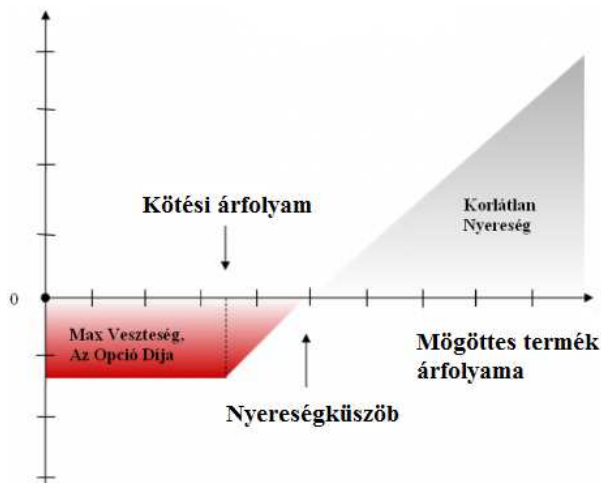 Korlátlan
Nyereség
Kötési árfolyam
0
Max Veszteség,
Az Opció Díja
Mögöttes termék
árfolyama
Nyereségküszöb